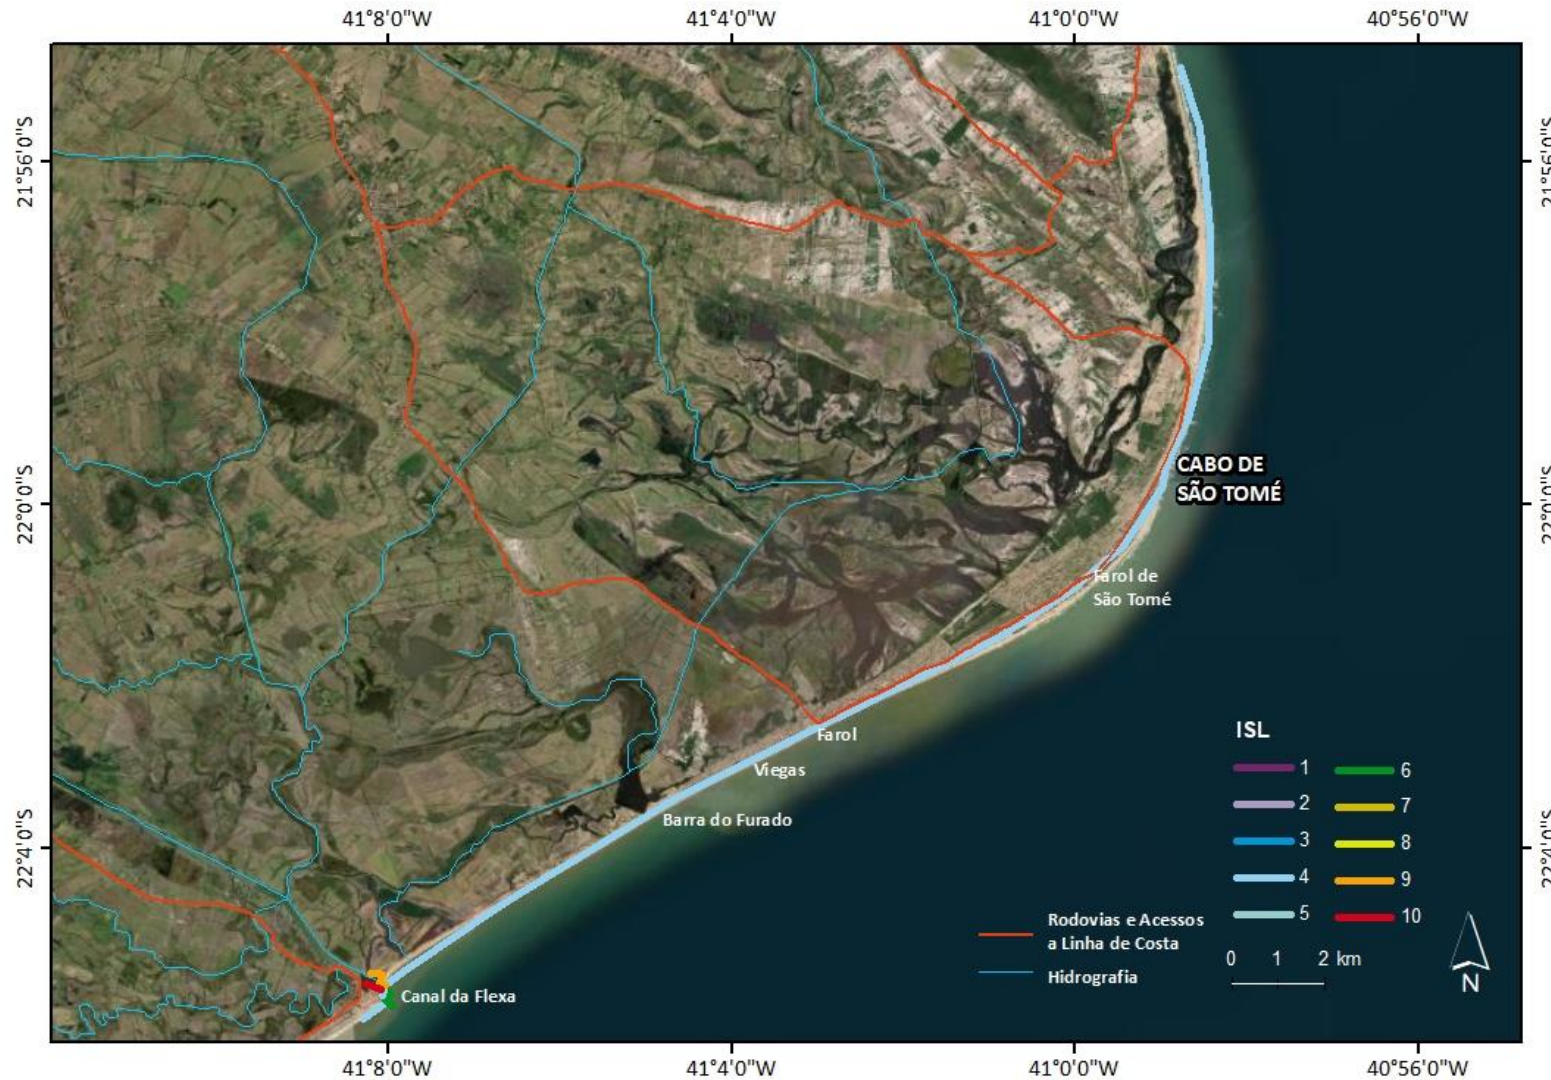 41°8'0"W
41°4'0"W
41°0'0"W
40°56'0"W
21°56'0"S
21°56'0"S
CABO DE
SÃO TOMÉ
22°0'0"S
22°0'0"S
Farol de
São Tomé
Farol
Viegas
Barra do Furado
Canal da Flexa
ISL
1
6
2
7
3
8
4
9
5
10
22°4'0"S
22°4'0"S
Rodovias e Acessos
a Linha de Costa
Hidrografia
0 1 2 km
N
41°8'0"W
41°4'0"W
41°0'0"W
40°56'0"W